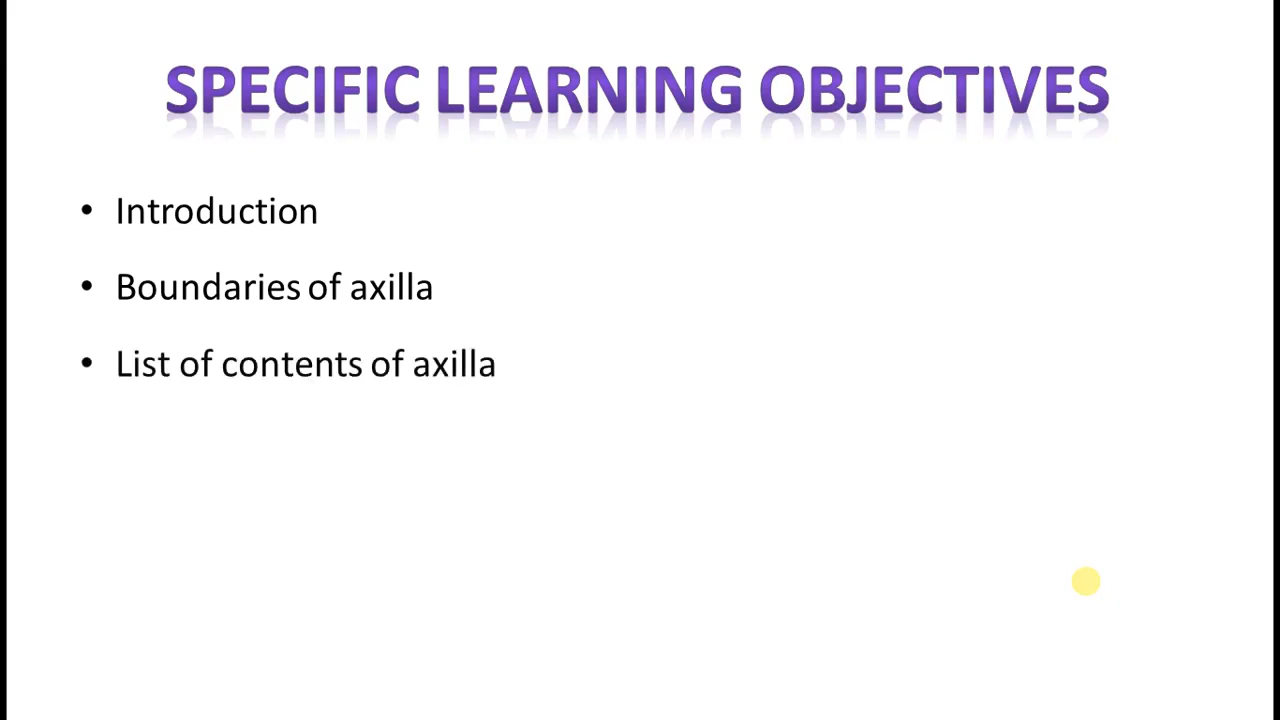 SPECIFIC LEARNING OBJECTIVES
• Introduction
• Boundaries of axilla
• List of contents of axilla